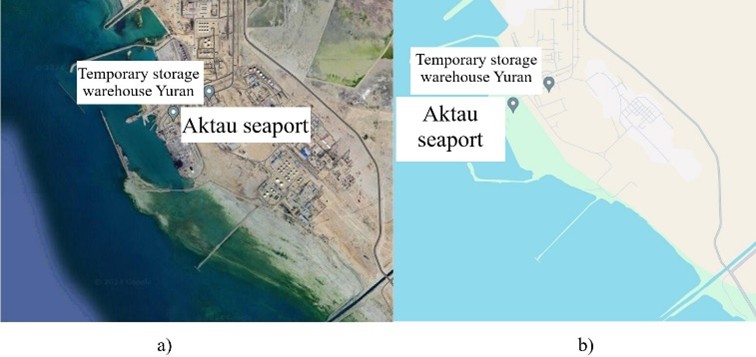 Temporary storage
warehouse Yuran
Aktau seaport
Temporary storage
warehouse Yuran
Aktau
seaport
a)
b)